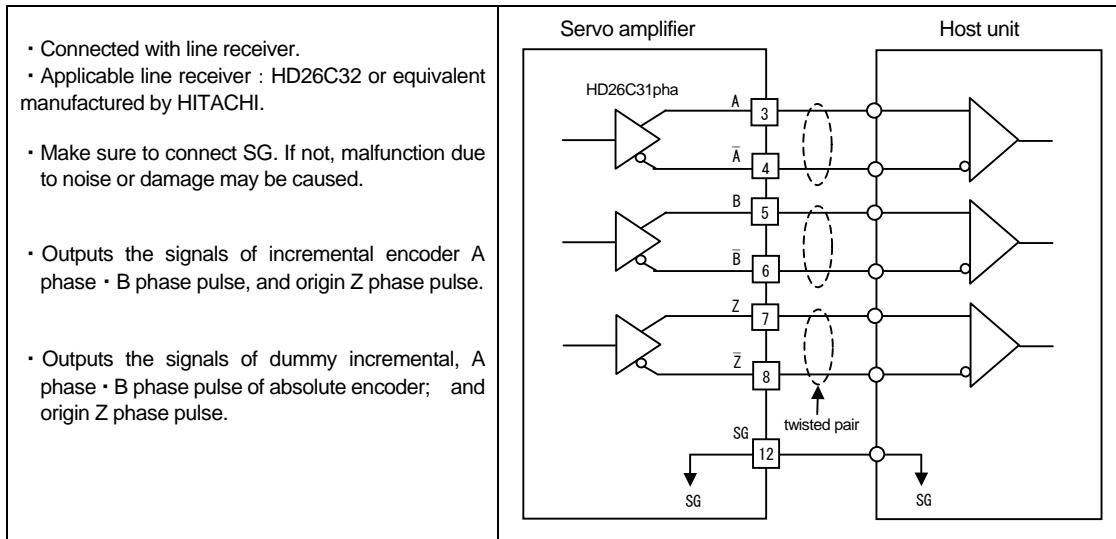 ・Connected with line receiver.
・Applicable line receiver : HD26C32 or equivalent
manufactured by HITACHI.
・Make sure to connect SG. If not, malfunction due
to noise or damage may be caused.
・Outputs the signals of incremental encoder A
phase・B phase pulse, and origin Z phase pulse.
・Outputs the signals of dummy incremental, A
phase・B phase pulse of absolute encoder; and
origin Z phase pulse.
Servo amplifier
Host unit
HD26C31pha
A
3
A̅
4
B
5
B̅
6
Z
7
Z̅
8
twisted pair
SG
12
SG
SG